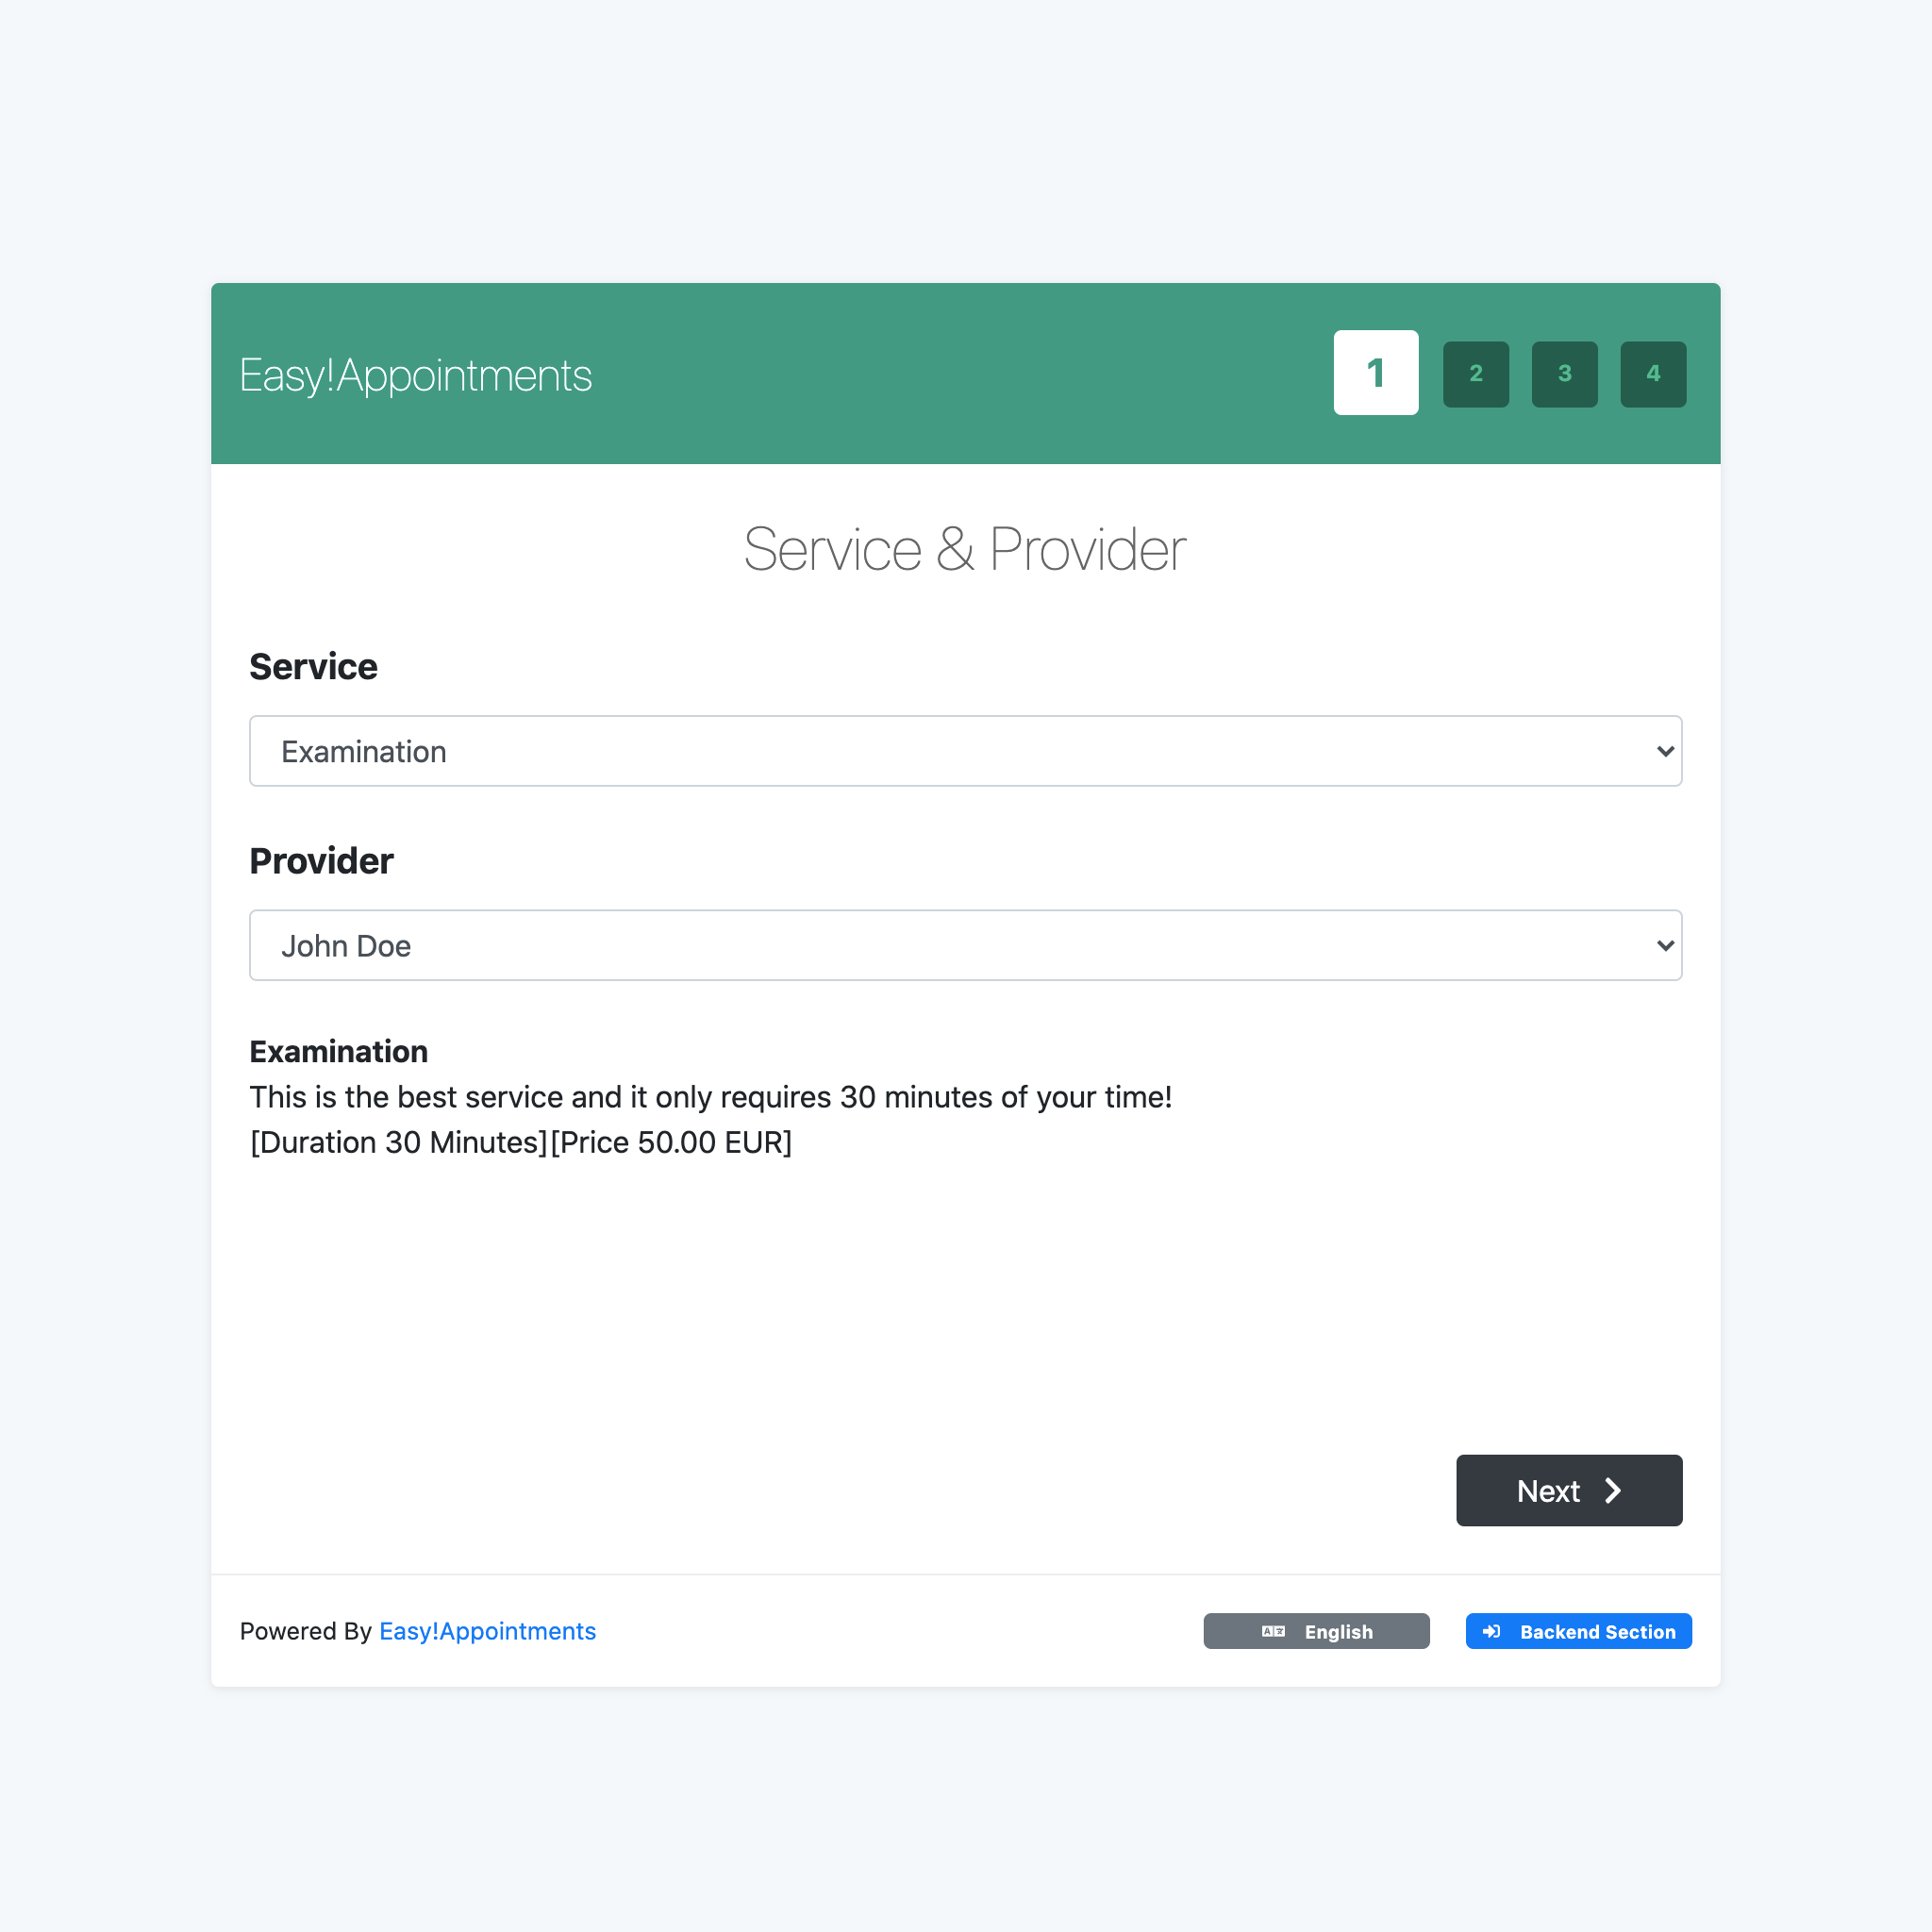 Easy!Appointments
1 2 3 4
Service & Provider
Service
Examination
Provider
John Doe
Examination
This is the best service and it only requires 30 minutes of your time!
[Duration 30 Minutes][Price 50.00 EUR]
Next
Powered By Easy!Appointments
English
Backend Section